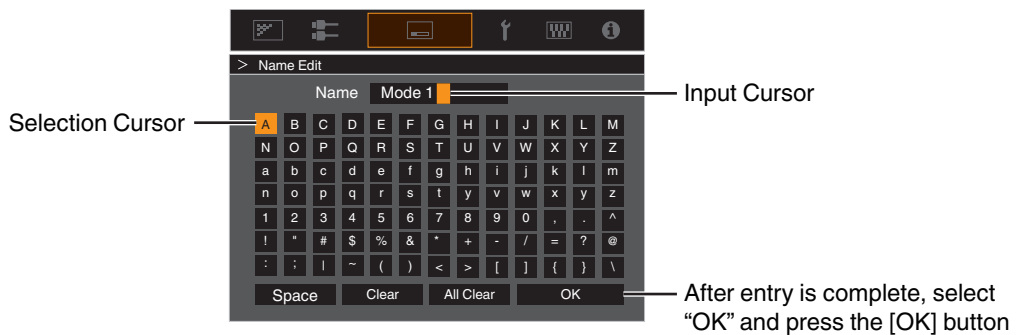 > Name Edit
Name Mode 1
Input Cursor
Selection Cursor
A B C D E F G H I J K L M
N O P Q R S T U V W X Y Z
a b c d e f g h i j k l m
n o p q r s t y v w x y z
1 2 3 4 5 6 7 8 9 0 , . ^
! " # $ % & * + - / = ? @
: ; | ~ ( ) < > [ ] { } \
Space Clear All Clear OK
After entry is complete, select
“OK” and press the [OK] button